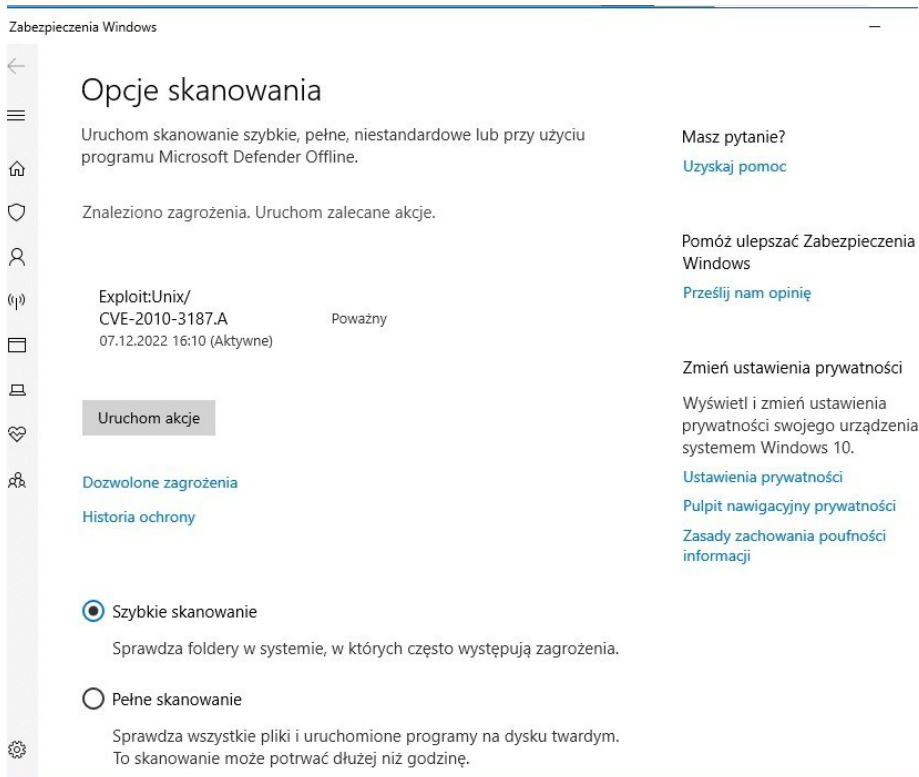 Zabezpieczenia Windows
Opcje skanowania
Uruchom skanowanie szybkie, pełne, niestandardowe lub przy użyciu
programu Microsoft Defender Offline.
Znaleziono zagrożenia. Uruchom zalecane akcje.
Exploit:Unix/
CVE-2010-3187.A
Poważny
07.12.2022 16:10 (Aktywne)
Uruchom akcje
Dozwolone zagrożenia
Historia ochrony
Szybkie skanowanie
Sprawdza foldery w systemie, w których często występują zagrożenia.
Pełne skanowanie
Sprawdza wszystkie pliki i uruchomione programy na dysku twardym.
To skanowanie może potrwać dłużej niż godzinę.
Masz pytanie?
Uzyskaj pomoc
Pomóż ulepszać Zabezpieczenia
Windows
Prześlij nam opinię
Zmień ustawienia prywatności
Wyświetl i zmień ustawienia
prywatności swojego urządzenia
systemem Windows 10.
Ustawienia prywatności
Pulpit nawigacyjny prywatności
Zasady zachowania poufności
informacji